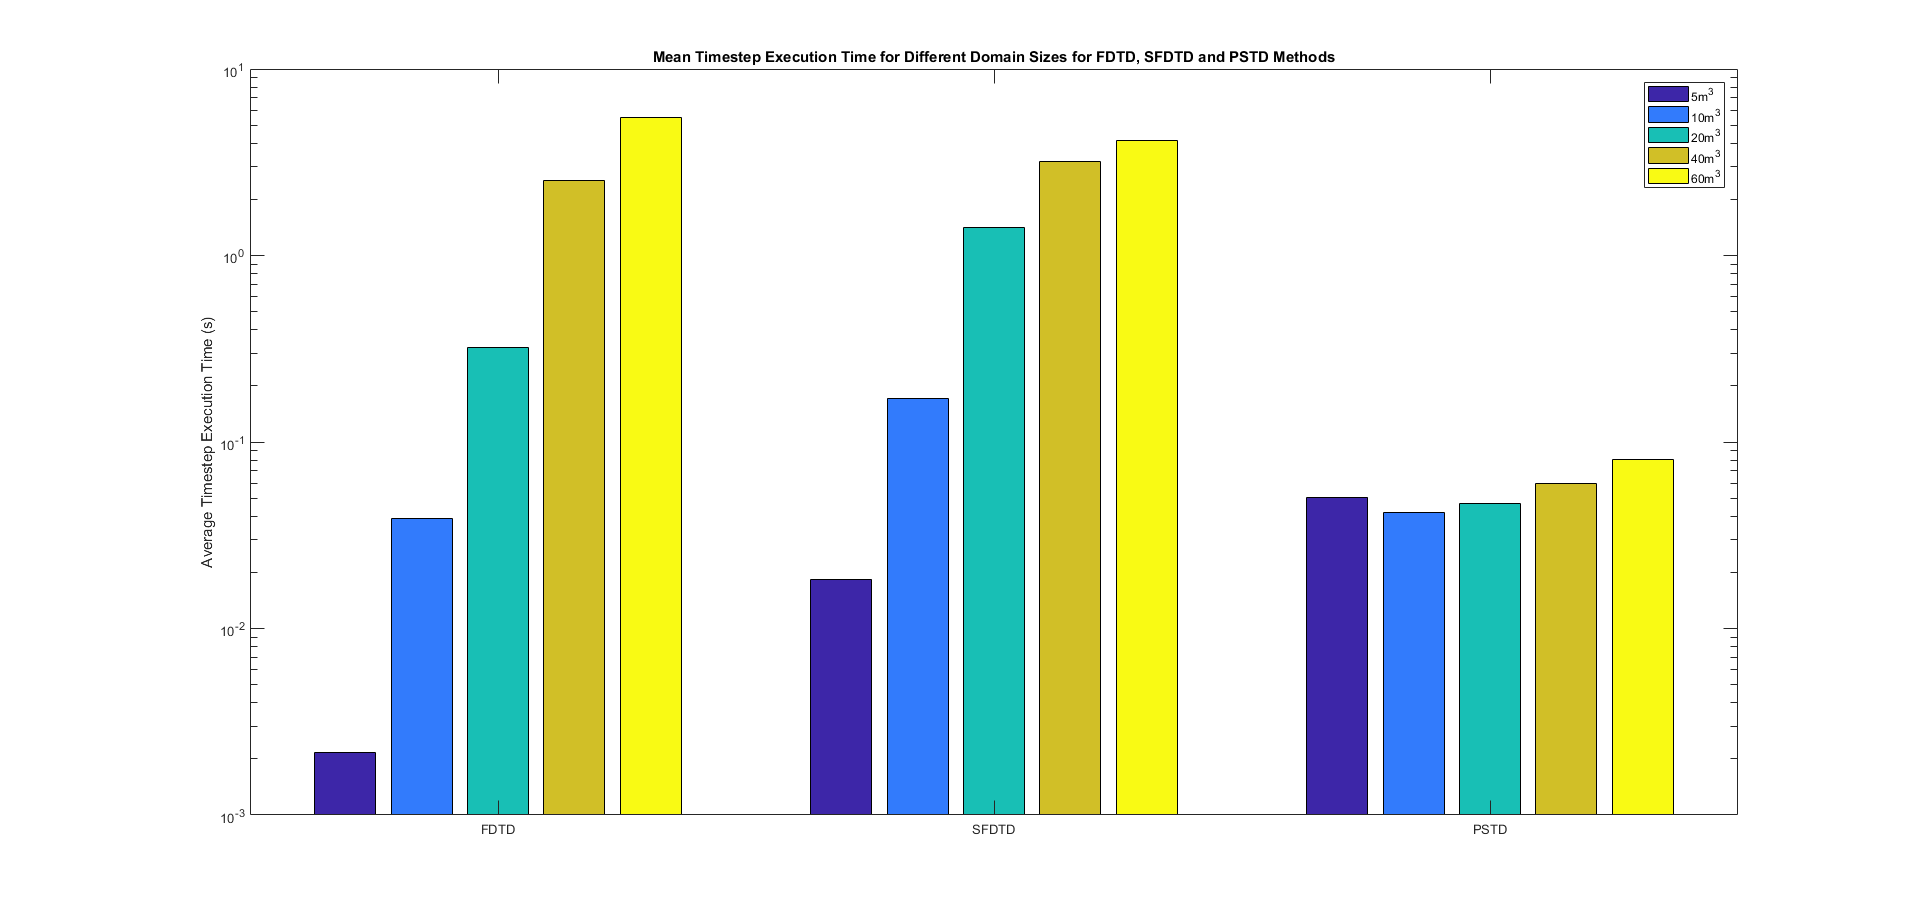 Mean Timestep Execution Time for Different Domain Sizes for FDTD, SFDTD and PSTD Methods
10^1
10^0
10^-1
10^-2
10^-3
Average Timestep Execution Time (s)
5m^3
10m^3
20m^3
40m^3
60m^3
FDTD
SFDTD
PSTD